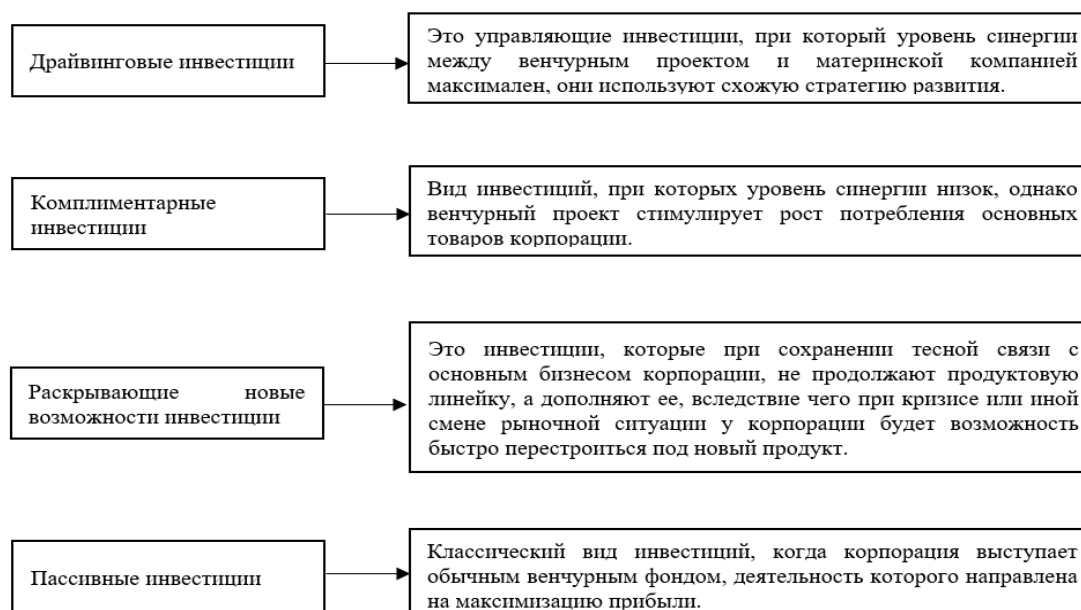 Драйвинговые инвестиции
Это управляющие инвестиции, при который уровень синергии
между венчурным проектом и материнской компанией
максимален, они используют схожую стратегию развития.
Комплиментарные
инвестиции
Вид инвестиций, при которых уровень синергии низок, однако
венчурный проект стимулирует рост потребления основных
товаров корпорации.
Раскрывающие новые
возможности инвестиции
Это инвестиции, которые при сохранении тесной связи с
основным бизнесом корпорации, не продолжают продуктовую
линейку, а дополняют ее, вследствие чего при кризисе или иной
смене рыночной ситуации у корпорации будет возможность
быстро перестроиться под новый продукт.
Пассивные инвестиции
Классический вид инвестиций, когда корпорация выступает
обычным венчурным фондом, деятельность которого направлена
на максимизацию прибыли.